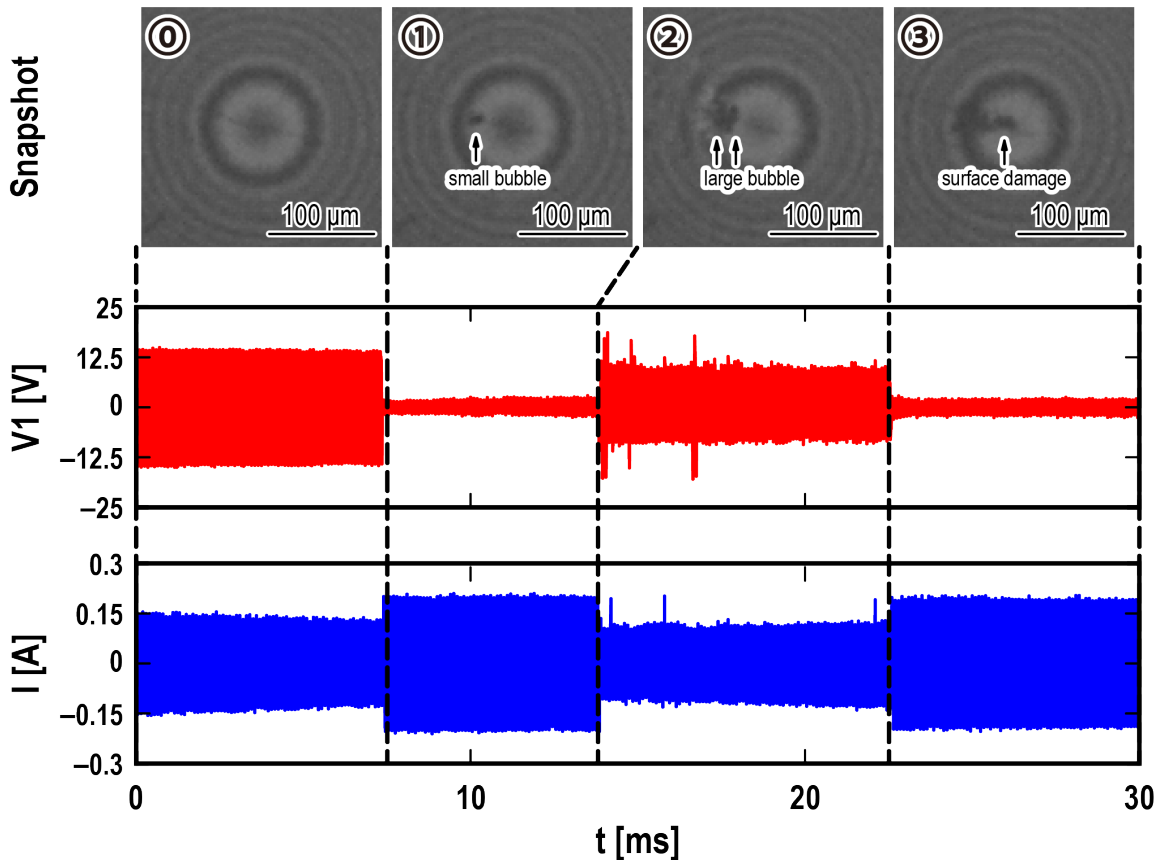 Snapshot
⓪ ① ② ③
small bubble
large bubble
surface damage
100 µm 100 µm 100 µm 100 µm
V1 [V]
25
12.5
0
−12.5
−25
I [A]
0.3
0.15
0
−0.15
−0.3
0 10 20 30
t [ms]